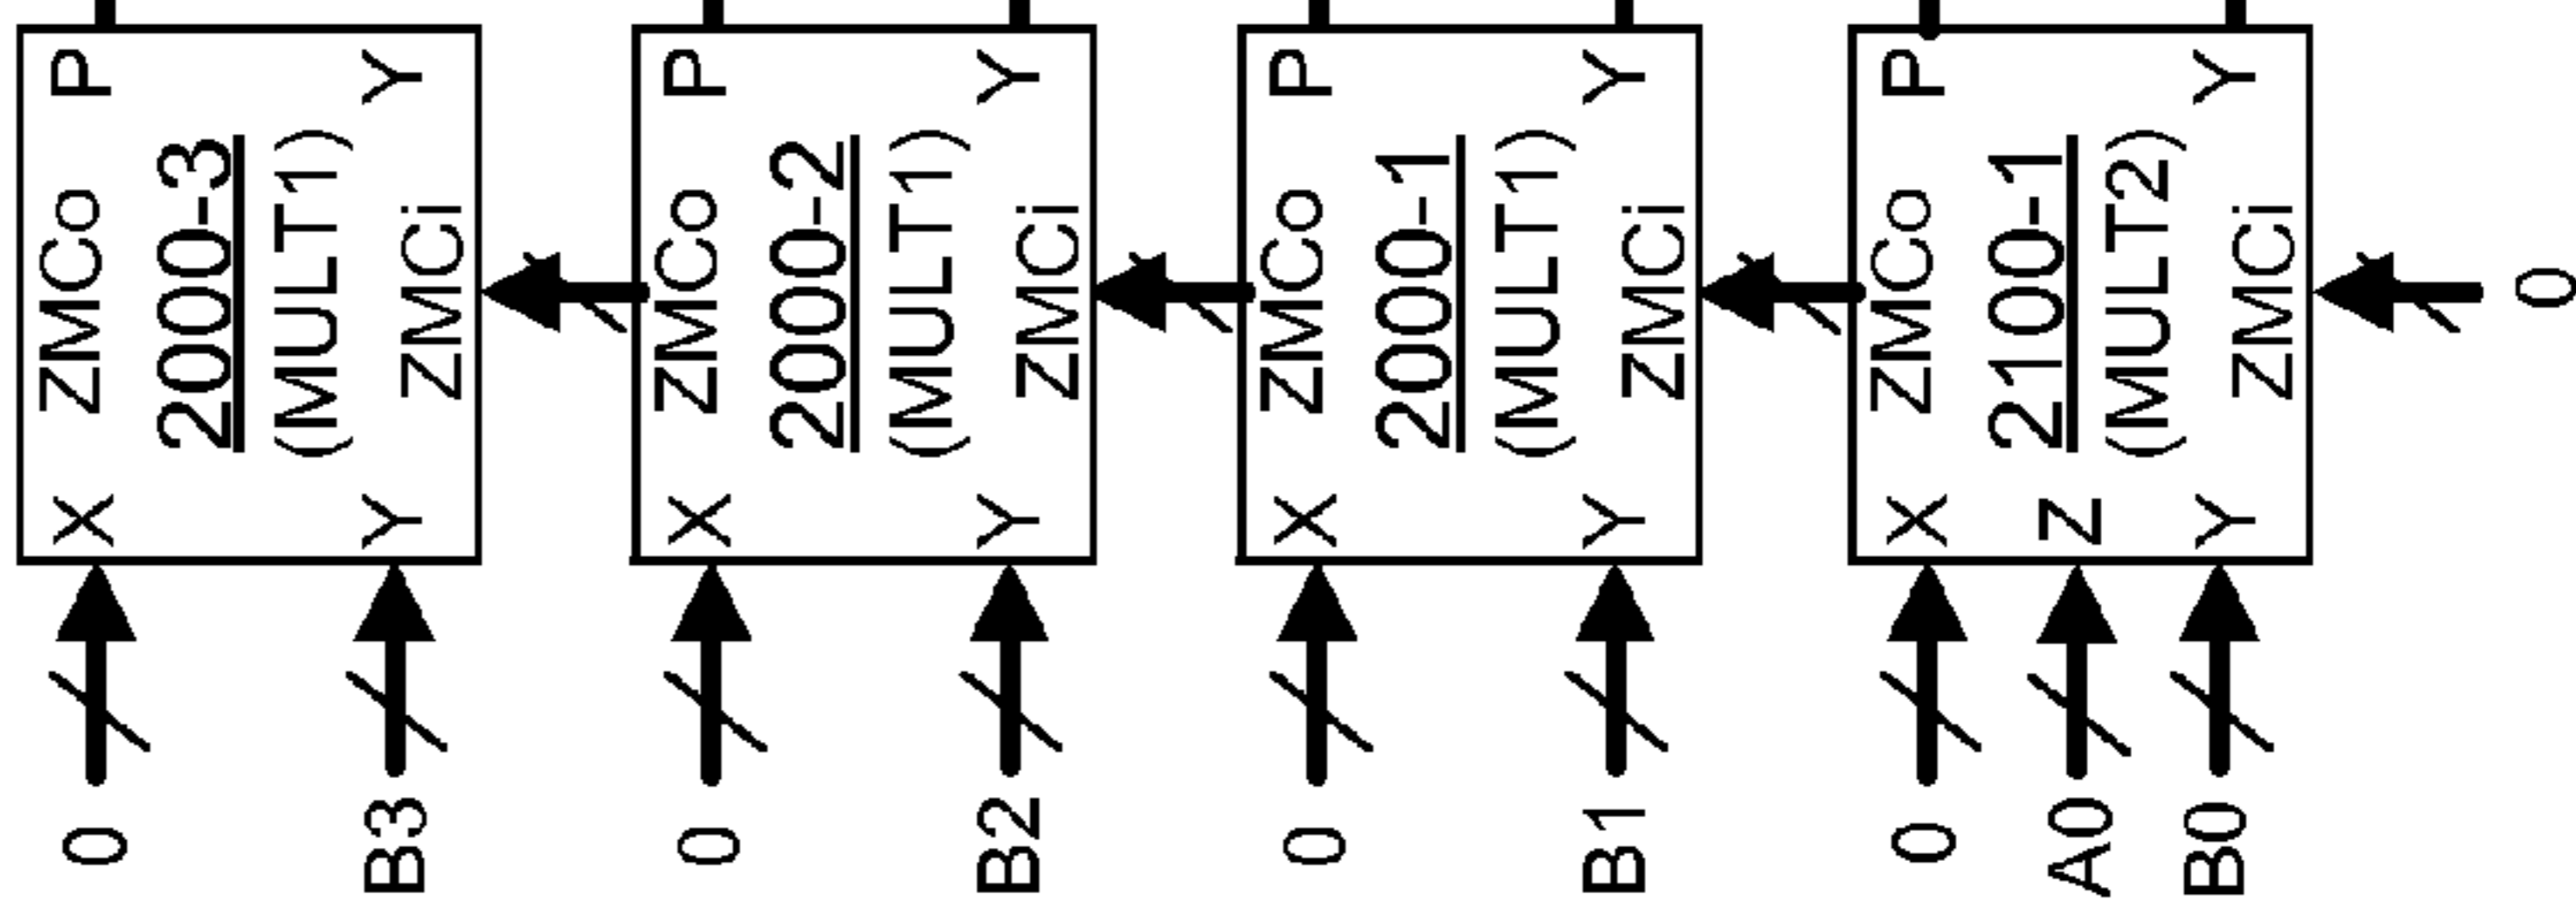 0 X ZMCo P
2000-3
(MULT1)
B3 Y Y
ZMCi
0 X ZMCo P
2000-2
(MULT1)
B2 Y Y
ZMCi
0 X ZMCo P
2000-1
(MULT1)
B1 Y Y
ZMCi
0 X ZMCo P
2100-1
A0 Z
(MULT2)
B0 Y Y
ZMCi
0